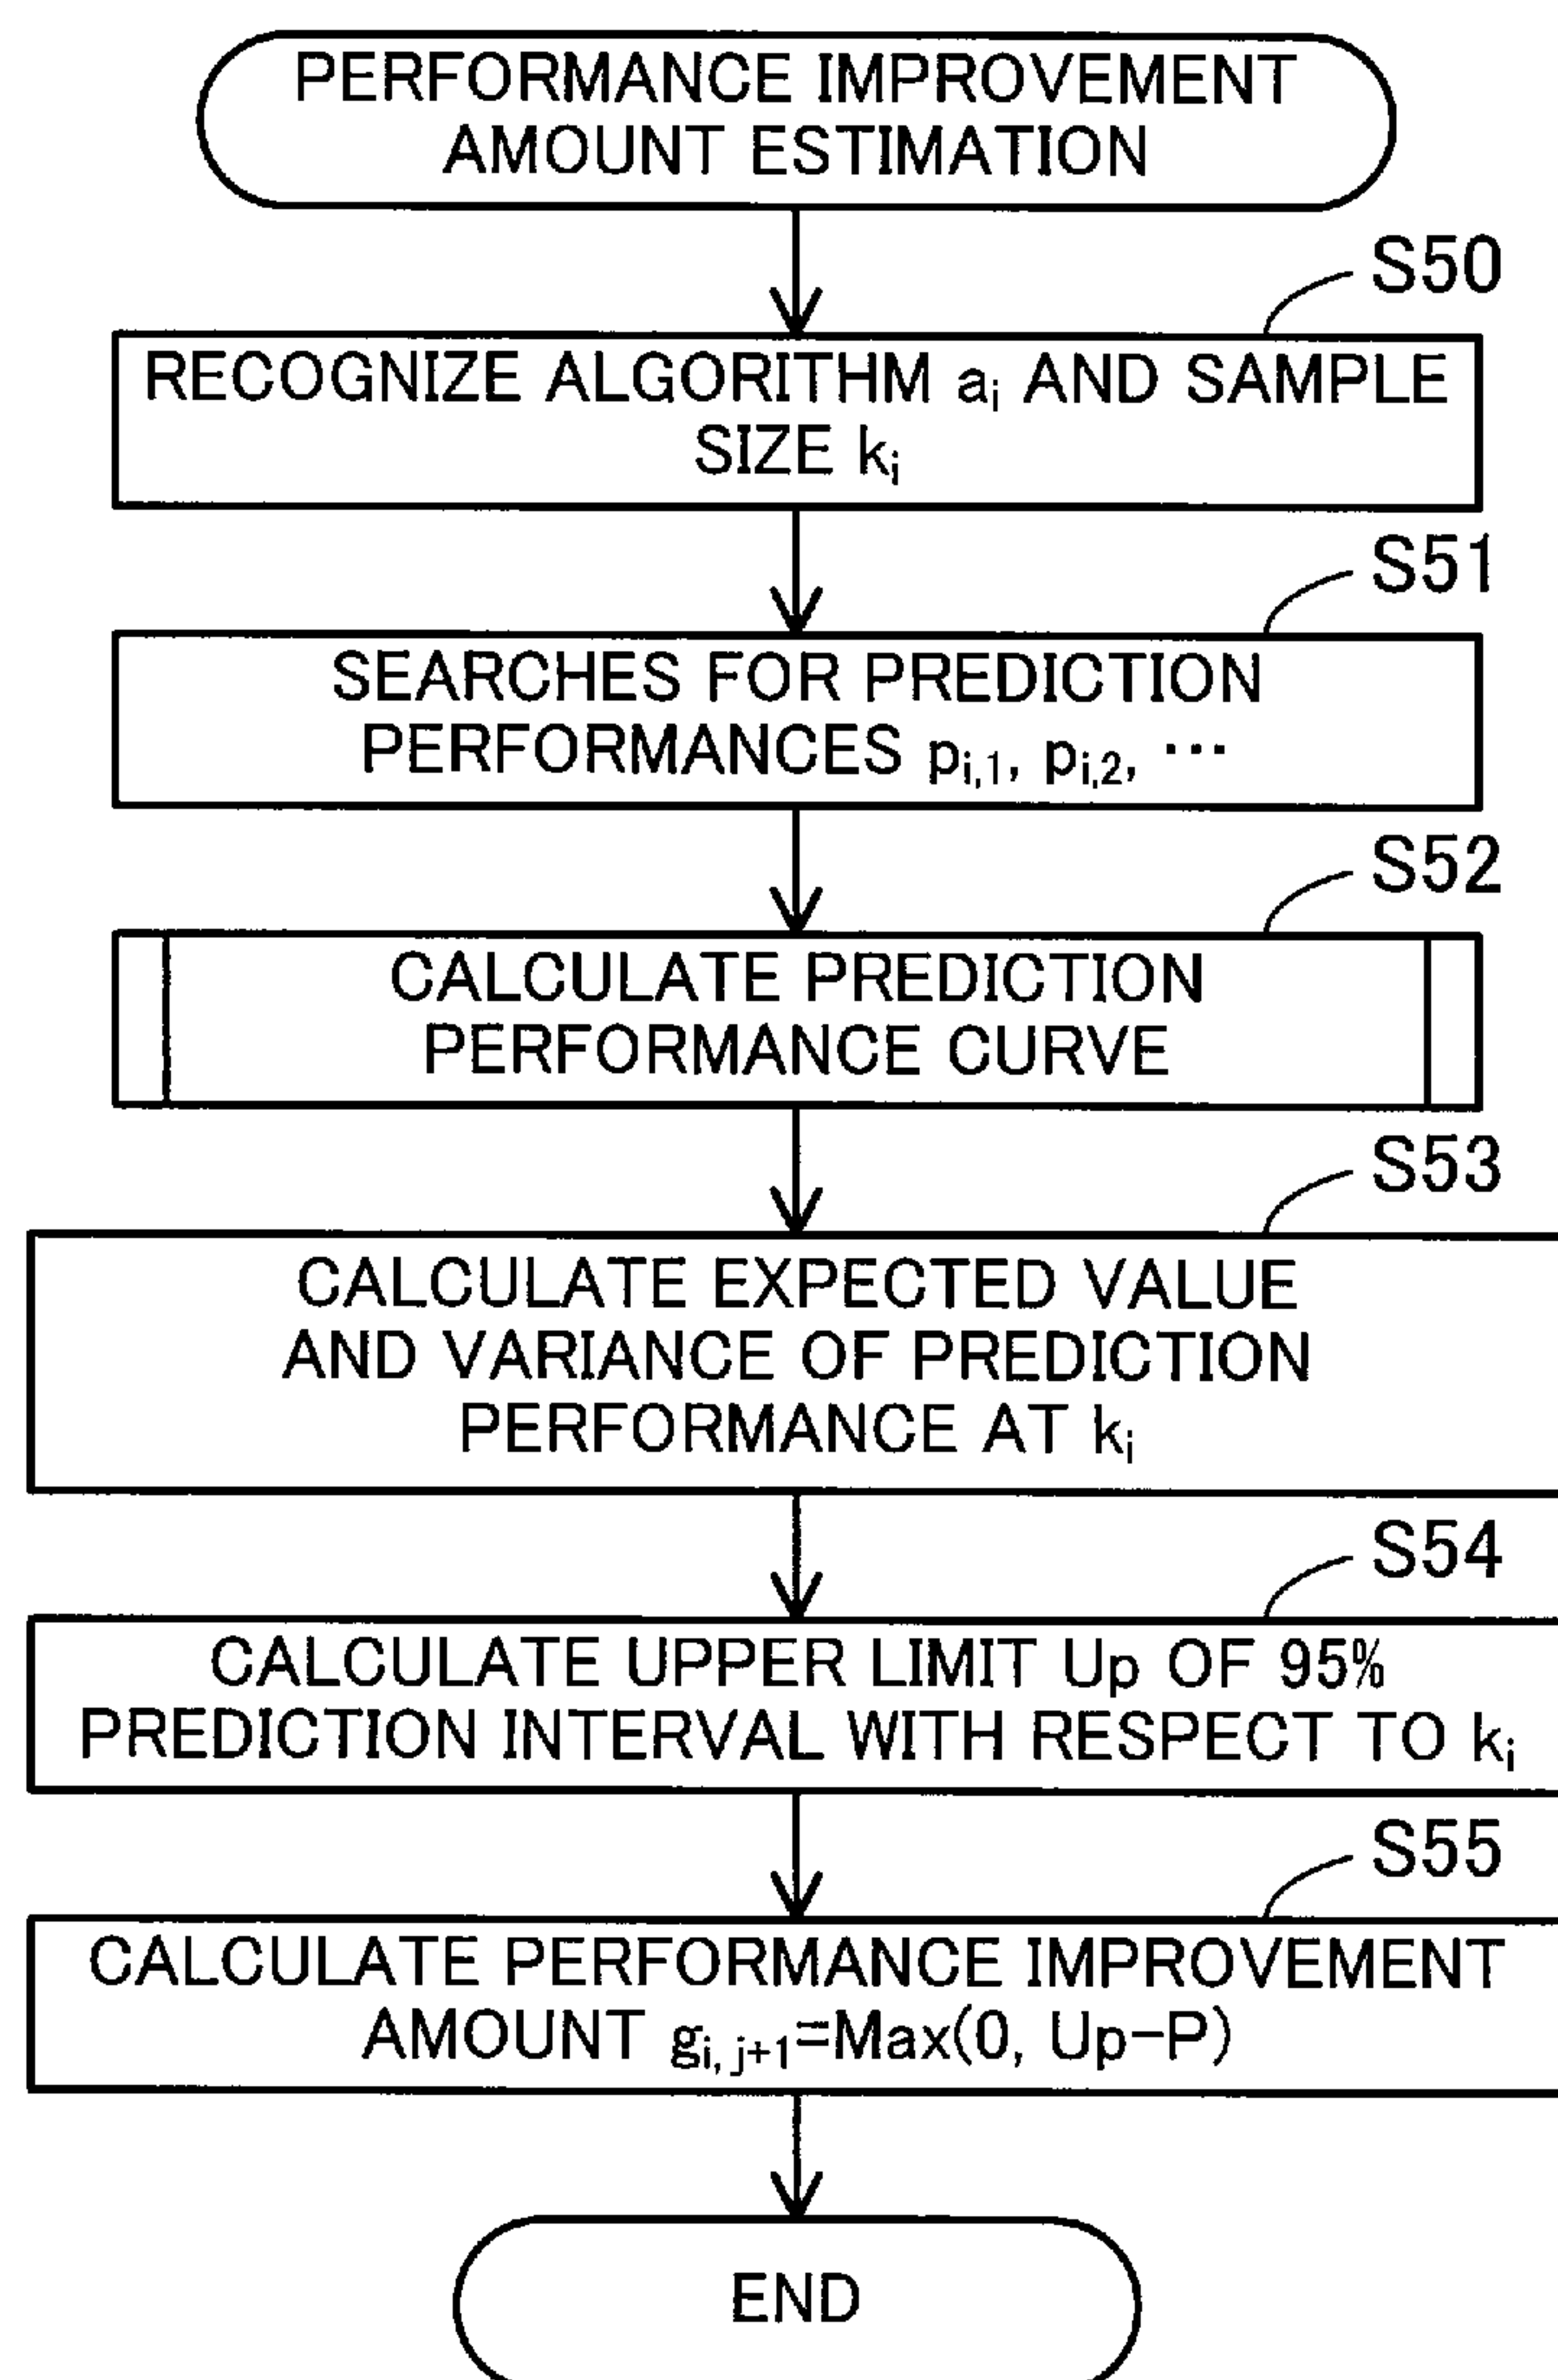 PERFORMANCE IMPROVEMENT
AMOUNT ESTIMATION
S50
RECOGNIZE ALGORITHM aᵢ AND SAMPLE
SIZE kⱼ
S51
SEARCHES FOR PREDICTION
PERFORMANCES pᵢ,₁, pᵢ,₂, ⋯
S52
CALCULATE PREDICTION
PERFORMANCE CURVE
S53
CALCULATE EXPECTED VALUE
AND VARIANCE OF PREDICTION
PERFORMANCE AT kᵢ
S54
CALCULATE UPPER LIMIT Up OF 95%
PREDICTION INTERVAL WITH RESPECT TO kᵢ
S55
CALCULATE PERFORMANCE IMPROVEMENT
AMOUNT gᵢ, ⱼ₊₁=Max(0, Up−P)
END